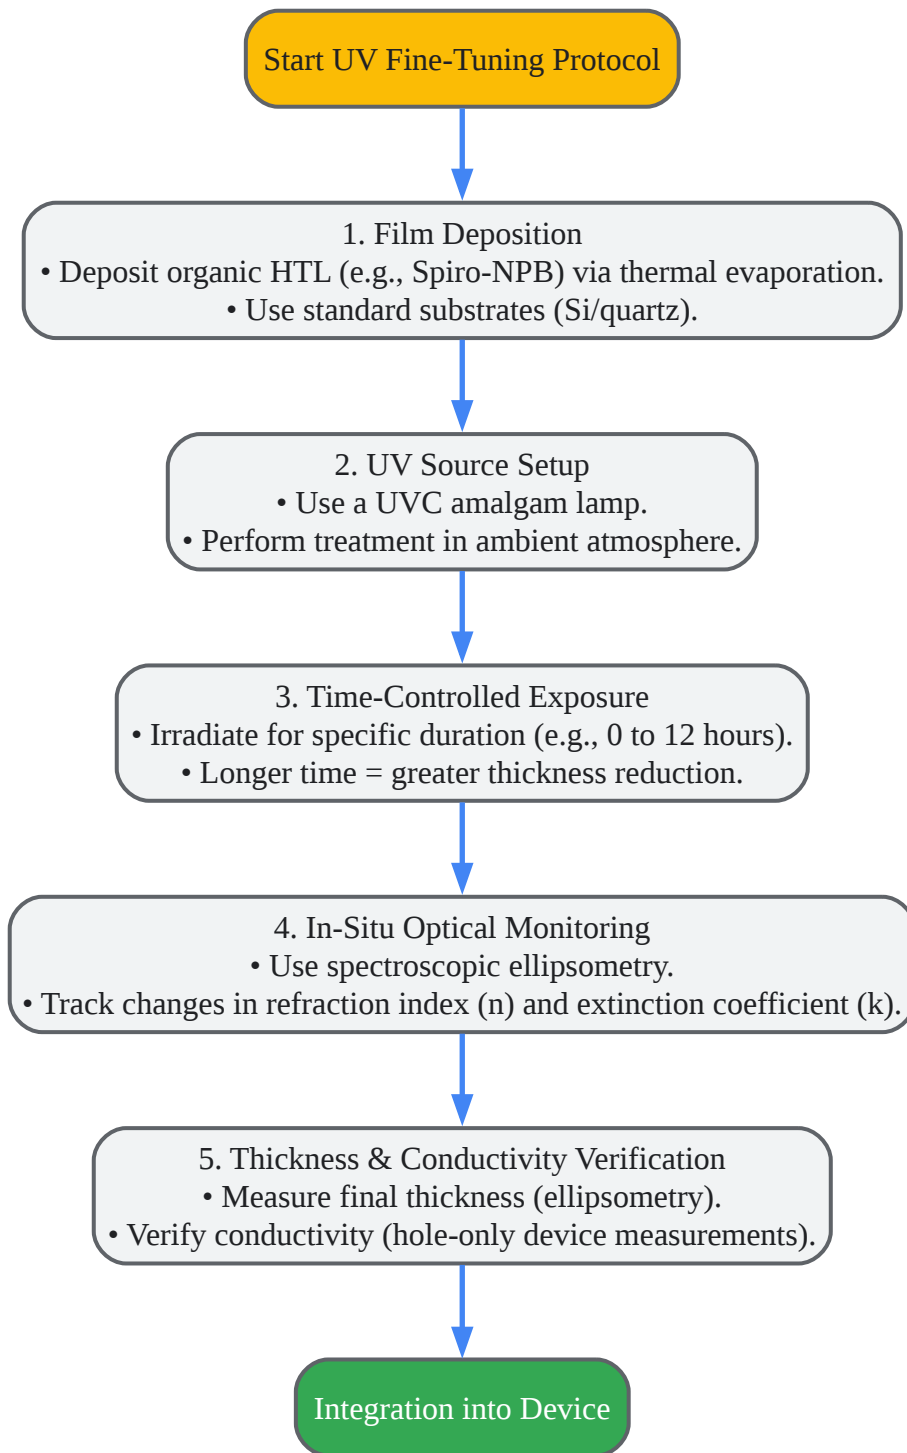 Start UV Fine-Tuning Protocol
1. Film Deposition
• Deposit organic HTL (e.g., Spiro-NPB) via thermal evaporation.
• Use standard substrates (Si/quartz).
2. UV Source Setup
• Use a UVC amalgam lamp.
• Perform treatment in ambient atmosphere.
3. Time-Controlled Exposure
• Irradiate for specific duration (e.g., 0 to 12 hours).
• Longer time = greater thickness reduction.
4. In-Situ Optical Monitoring
• Use spectroscopic ellipsometry.
• Track changes in refraction index (n) and extinction coefficient (k).
5. Thickness & Conductivity Verification
• Measure final thickness (ellipsometry).
• Verify conductivity (hole-only device measurements).
Integration into Device